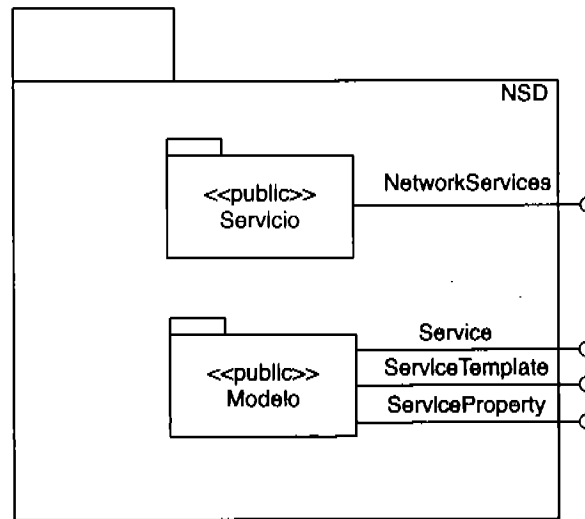 NSD
<<public>>
Servicio
NetworkServices
<<public>>
Modelo
Service
ServiceTemplate
ServiceProperty